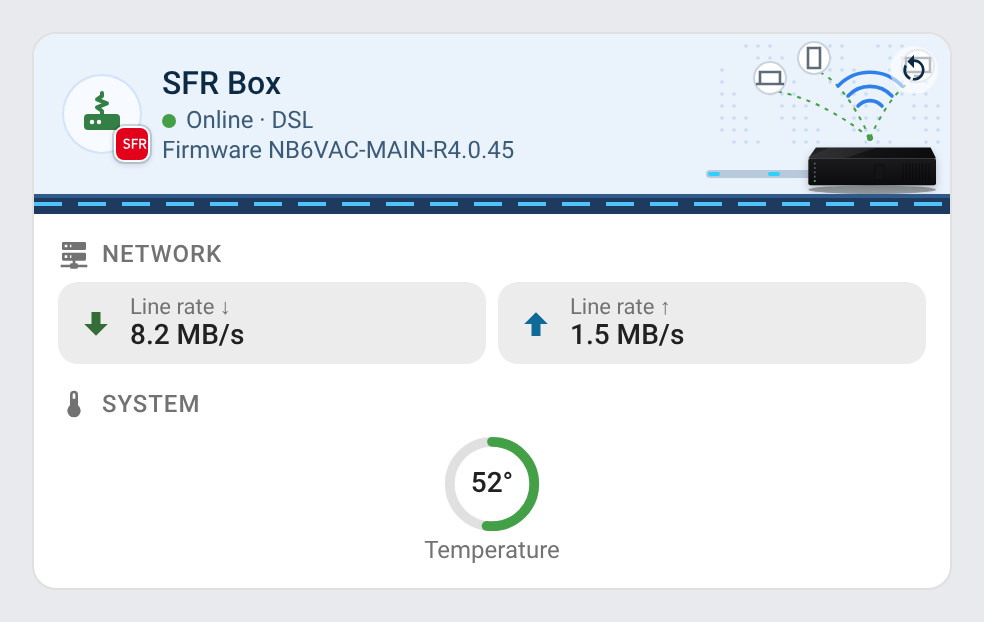 SFR Box
SFR
Online · DSL
Firmware NB6VAC-MAIN-R4.0.45
NETWORK
Line rate ↓
8.2 MB/s
Line rate ↑
1.5 MB/s
SYSTEM
52°
Temperature